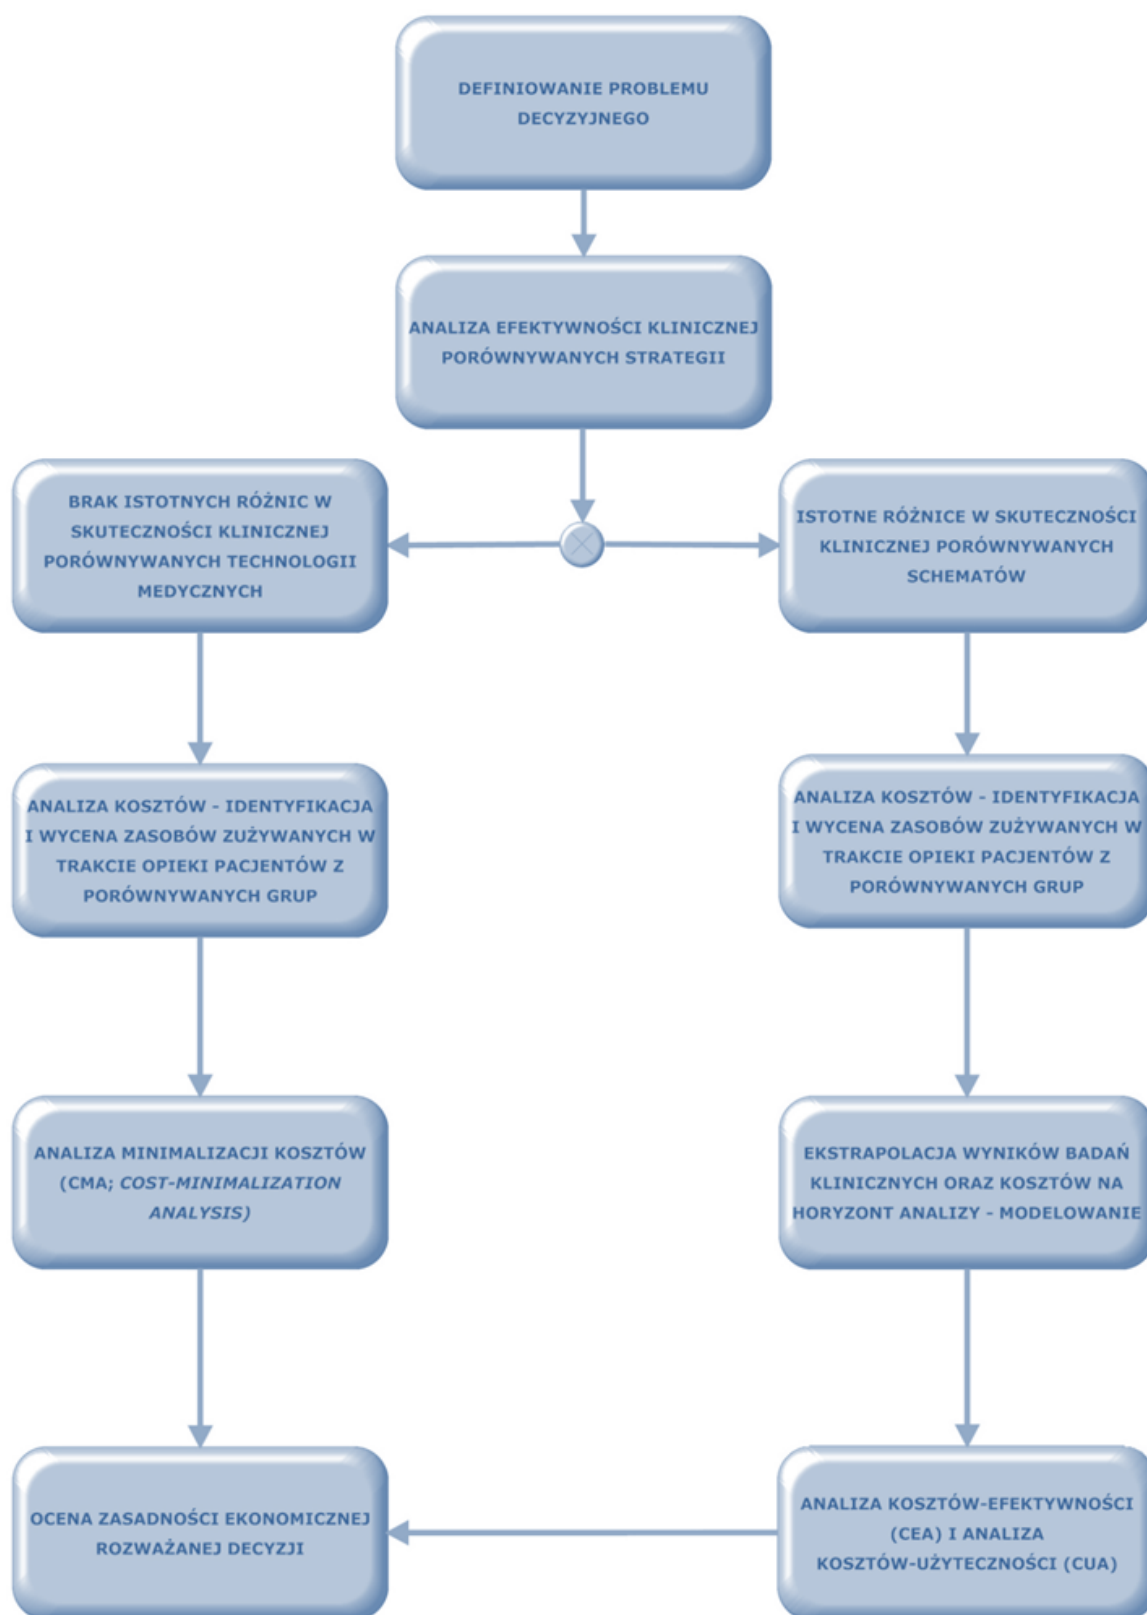 DEFINIOWANIE PROBLEMU
DECYZYJNEGO
ANALIZA EFEKTYWNOŚCI KLINICZNEJ
PORÓWNYWANYCH STRATEGII
BRAK ISTOTNYCH RÓŻNIC W
SKUTECZNOŚCI KLINICZNEJ
PORÓWNYWANYCH TECHNOLOGII
MEDYCZNYCH
ISTOTNE RÓŻNICE W SKUTECZNOŚCI
KLINICZNEJ PORÓWNYWANYCH
SCHEMATÓW
ANALIZA KOSZTÓW - IDENTYFIKACJA
I WYCENA ZASOBÓW ZUŻYWANYCH W
TRAKCIE OPIEKI PACJENTÓW Z
PORÓWNYWANYCH GRUP
ANALIZA KOSZTÓW - IDENTYFIKACJA
I WYCENA ZASOBÓW ZUŻYWANYCH W
TRAKCIE OPIEKI PACJENTÓW Z
PORÓWNYWANYCH GRUP
ANALIZA MINIMALIZACJI KOSZTÓW
(CMA; COST-MINIMALIZATION
ANALYSIS)
EKSTRAPOLACJA WYNIKÓW BADAŃ
KLINICZNYCH ORAZ KOSZTÓW NA
HORYZONT ANALIZY - MODELOWANIE
OCENA ZASADNOŚCI EKONOMICZNEJ
ROZWAŻANEJ DECYZJI
ANALIZA KOSZTÓW-EFEKTYWNOŚCI
(CEA) I ANALIZA
KOSZTÓW-UŻYTECZNOŚCI (CUA)